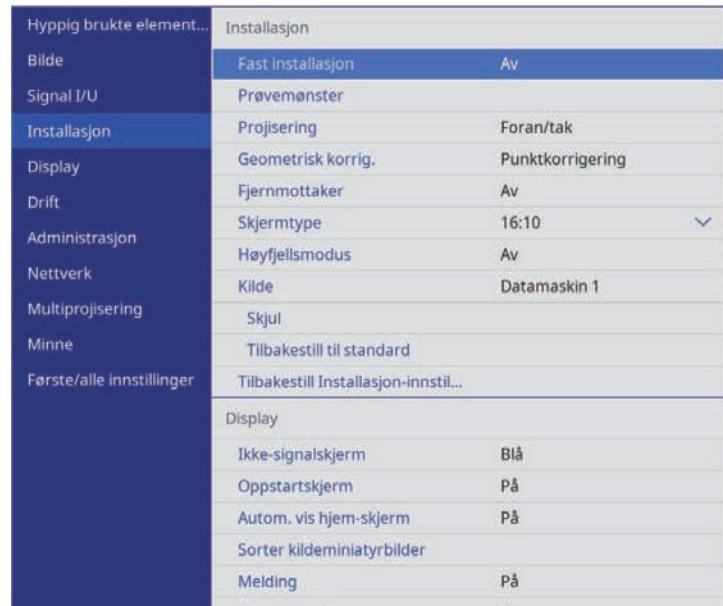 Hyppig brukte element...
Bilde
Signal I/U
Installasjon
Display
Drift
Administrasjon
Nettverk
Multiprojisering
Minne
Første/alle innstillinger
Installasjon
Fast installasjon Av
Prøvemønster
Projisering Foran/tak
Geometrisk korrig. Punktkorrigering
Fjernmottaker Av
Skjermtype 16:10
Høyfjellsmodus Av
Kilde Datamaskin 1
Skjul
Tilbakestill til standard
Tilbakestill Installasjon-innstil...
Display
Ikke-signalskjerm Blå
Oppstartskjerm På
Autom. vis hjem-skjerm På
Sorter kildeminiatyrbilder
Melding På